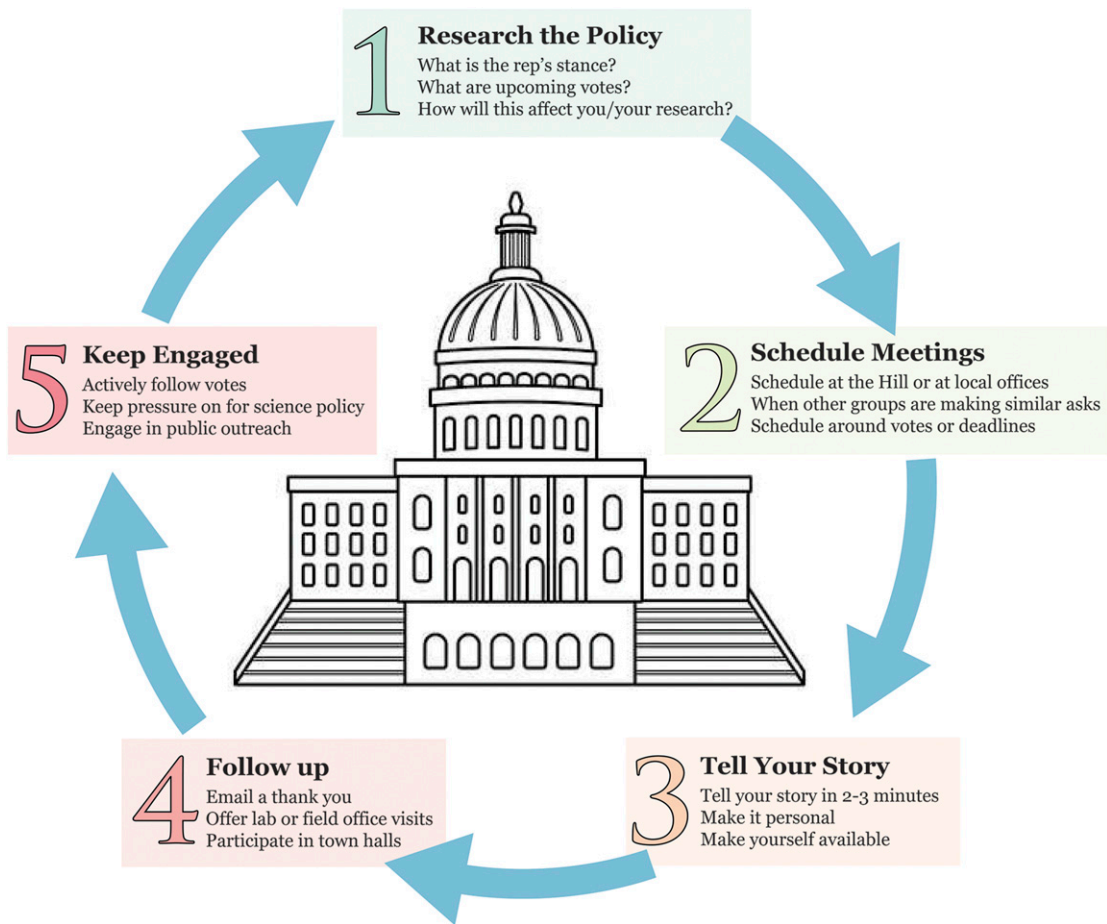 1
Research the Policy
What is the rep's stance?
What are upcoming votes?
How will this affect you/your research?
2
Schedule Meetings
Schedule at the Hill or at local offices
When other groups are making similar asks
Schedule around votes or deadlines
3
Tell Your Story
Tell your story in 2-3 minutes
Make it personal
Make yourself available
4
Follow up
Email a thank you
Offer lab or field office visits
Participate in town halls
5
Keep Engaged
Actively follow votes
Keep pressure on for science policy
Engage in public outreach